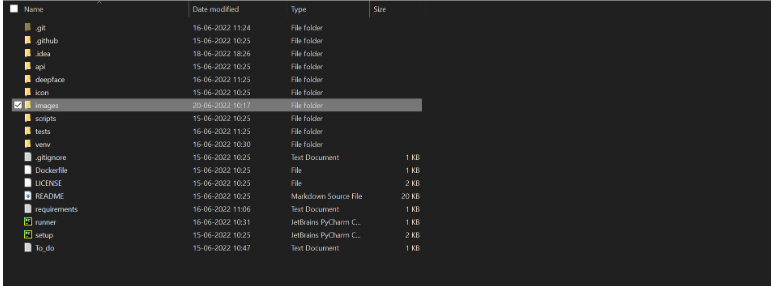 Name Date modified Type Size
.git 16-06-2022 11:24 File folder
.github 15-06-2022 10:25 File folder
.idea 18-06-2022 18:26 File folder
api 15-06-2022 10:25 File folder
deepface 16-06-2022 11:25 File folder
icon 15-06-2022 10:25 File folder
images 20-06-2022 10:17 File folder
scripts 15-06-2022 10:25 File folder
tests 16-06-2022 11:25 File folder
venv 16-06-2022 10:30 File folder
.gitignore 15-06-2022 10:25 Text Document 1 KB
Dockerfile 15-06-2022 10:25 File 1 KB
LICENSE 15-06-2022 10:25 File 2 KB
README 15-06-2022 10:25 Markdown Source File 20 KB
requirements 16-06-2022 11:06 Text Document 1 KB
runner 16-06-2022 10:31 JetBrains PyCharm C... 1 KB
setup 15-06-2022 10:25 JetBrains PyCharm C... 2 KB
To_do 15-06-2022 10:47 Text Document 1 KB